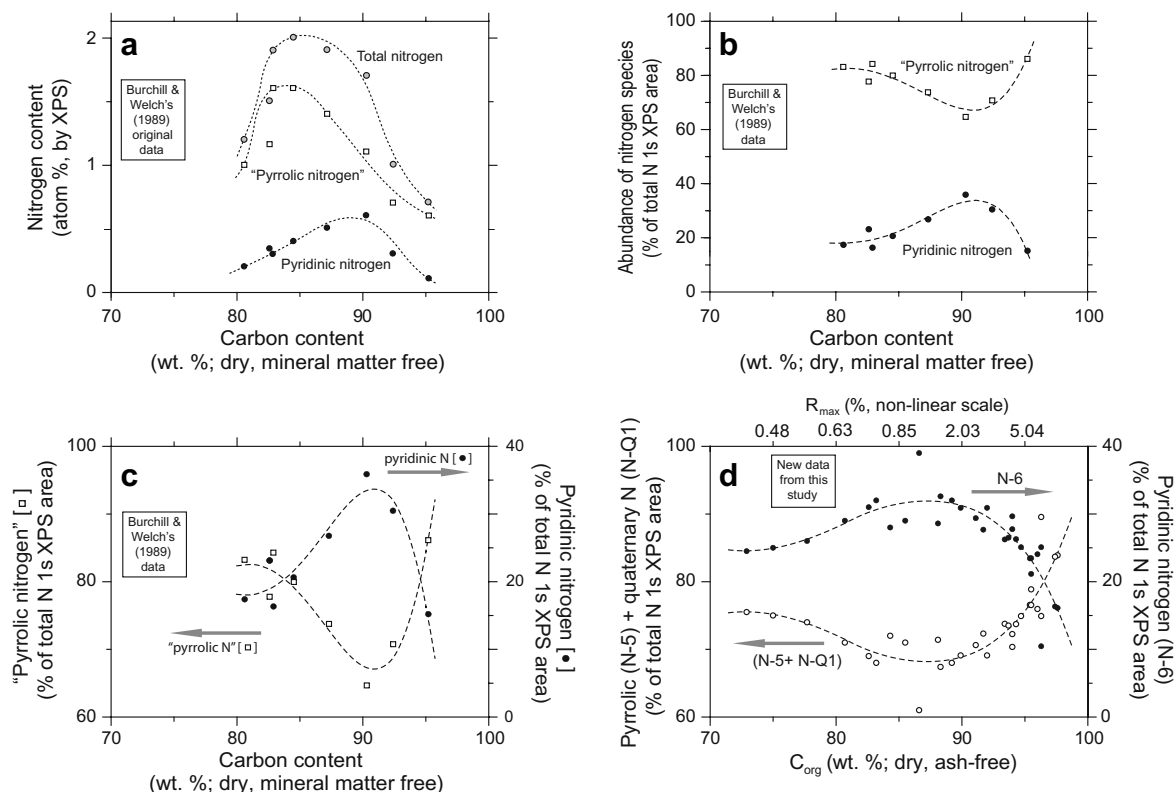 a
Burchill &
Welch's
(1989)
original
data
Total nitrogen
"Pyrrolic nitrogen"
Pyridinic nitrogen
Nitrogen content
(atom %, by XPS)
2
1
0
70
80
90
100
Carbon content
(wt. %; dry, mineral matter free)
b
Burchill &
Welch's
(1989)
data
"Pyrrolic nitrogen"
Pyridinic nitrogen
Abundance of nitrogen species
(% of total N 1s XPS area)
100
80
60
40
20
0
70
80
90
100
Carbon content
(wt. %; dry, mineral matter free)
c
pyridinic N [●]
Burchill &
Welch's
(1989)
data
"pyrrolic N" [□]
"Pyrrolic nitrogen" [□]
(% of total N 1s XPS area)
100
80
60
40
20
0
Pyridinic nitrogen [●]
(% of total N 1s XPS area)
70
80
90
100
Carbon content
(wt. %; dry, mineral matter free)
Rmax (%, non-linear scale)
0.48
0.63
0.85
2.03
5.04
d
New data
from this
study
N-6
(N-5+ N-Q1)
Pyrrolic (N-5) + quaternary N (N-Q1)
(% of total N 1s XPS area)
100
80
60
40
20
0
Pyridinic nitrogen (N-6)
(% of total N 1s XPS area)
70
80
90
100
Corg (wt. %; dry, ash-free)